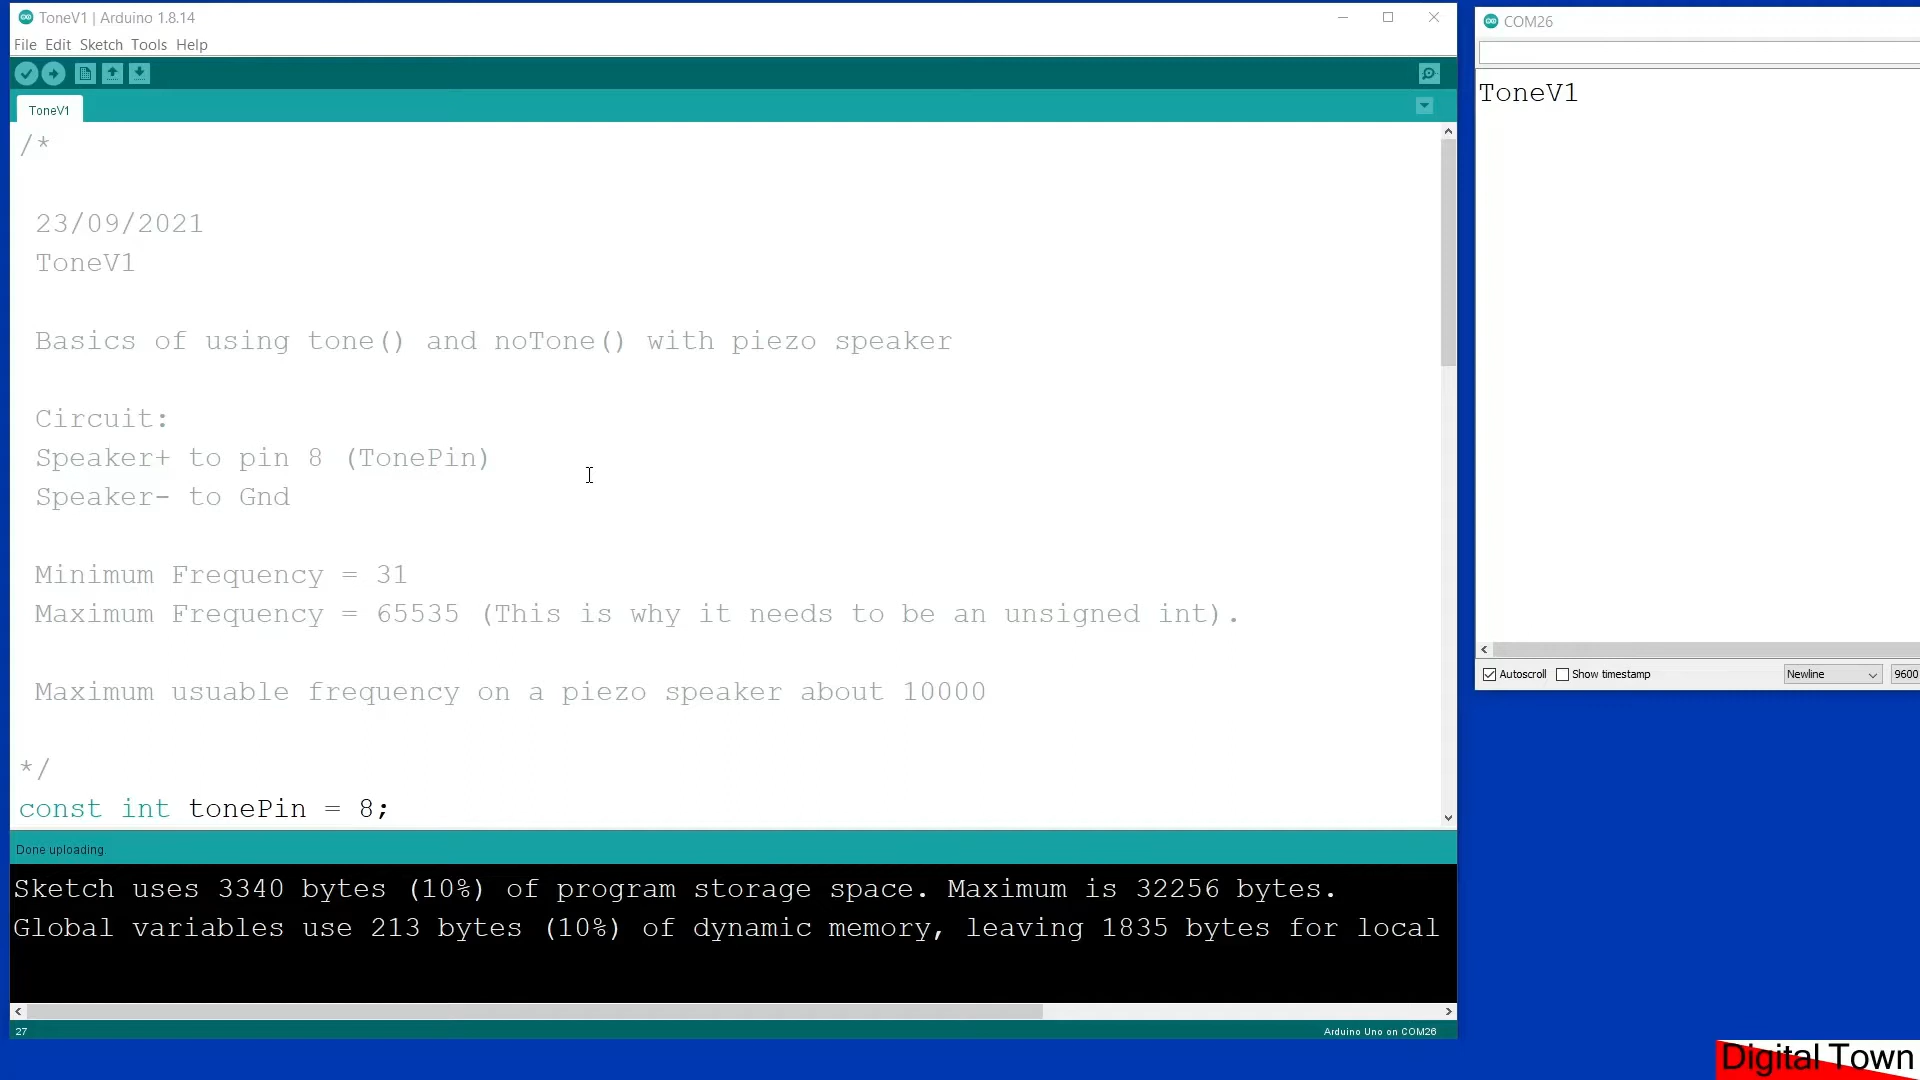 ToneV1 | Arduino 1.8.14
File Edit Sketch Tools Help
ToneV1
/*
23/09/2021
ToneV1
Basics of using tone() and noTone() with piezo speaker
Circuit:
Speaker+ to pin 8 (TonePin)
Speaker- to Gnd
Minimum Frequency = 31
Maximum Frequency = 65535 (This is why it needs to be an unsigned int).
Maximum usuable frequency on a piezo speaker about 10000
*/
const int tonePin = 8;
Done uploading.
Sketch uses 3340 bytes (10%) of program storage space. Maximum is 32256 bytes.
Global variables use 213 bytes (10%) of dynamic memory, leaving 1835 bytes for local
27
Arduino Uno on COM26
COM26
ToneV1
Autoscroll Show timestamp
Newline
9600
Digital Town